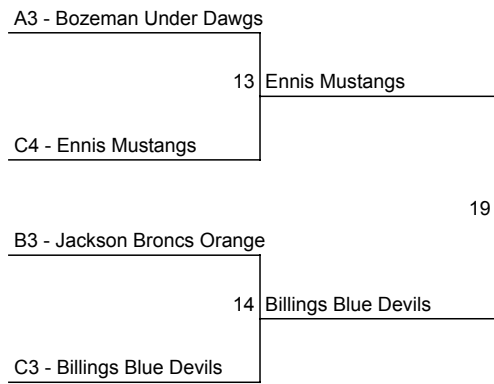 A3 - Bozeman Under Dawgs
13 Ennis Mustangs
C4 - Ennis Mustangs
19
B3 - Jackson Broncs Orange
14 Billings Blue Devils
C3 - Billings Blue Devils